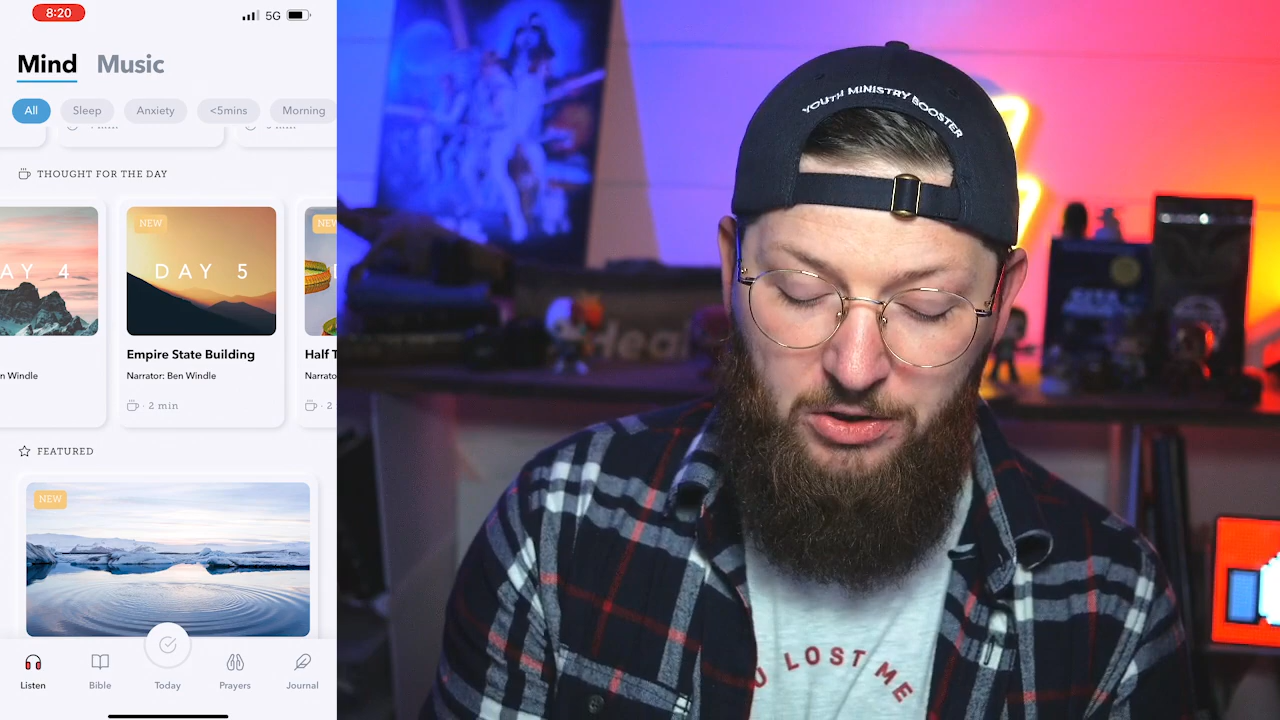 8:20
5G
Mind Music
All Sleep Anxiety <5mins Morning
THOUGHT FOR THE DAY
NEW
NEW
AY 4
DAY 5
Empire State Building
Half T
n Windle
Narrator: Ben Windle
Narrato
· 2 min
· 2
FEATURED
NEW
Listen Bible Today Prayers Journal
YOUTH MINISTRY BOOSTER
U LOST ME